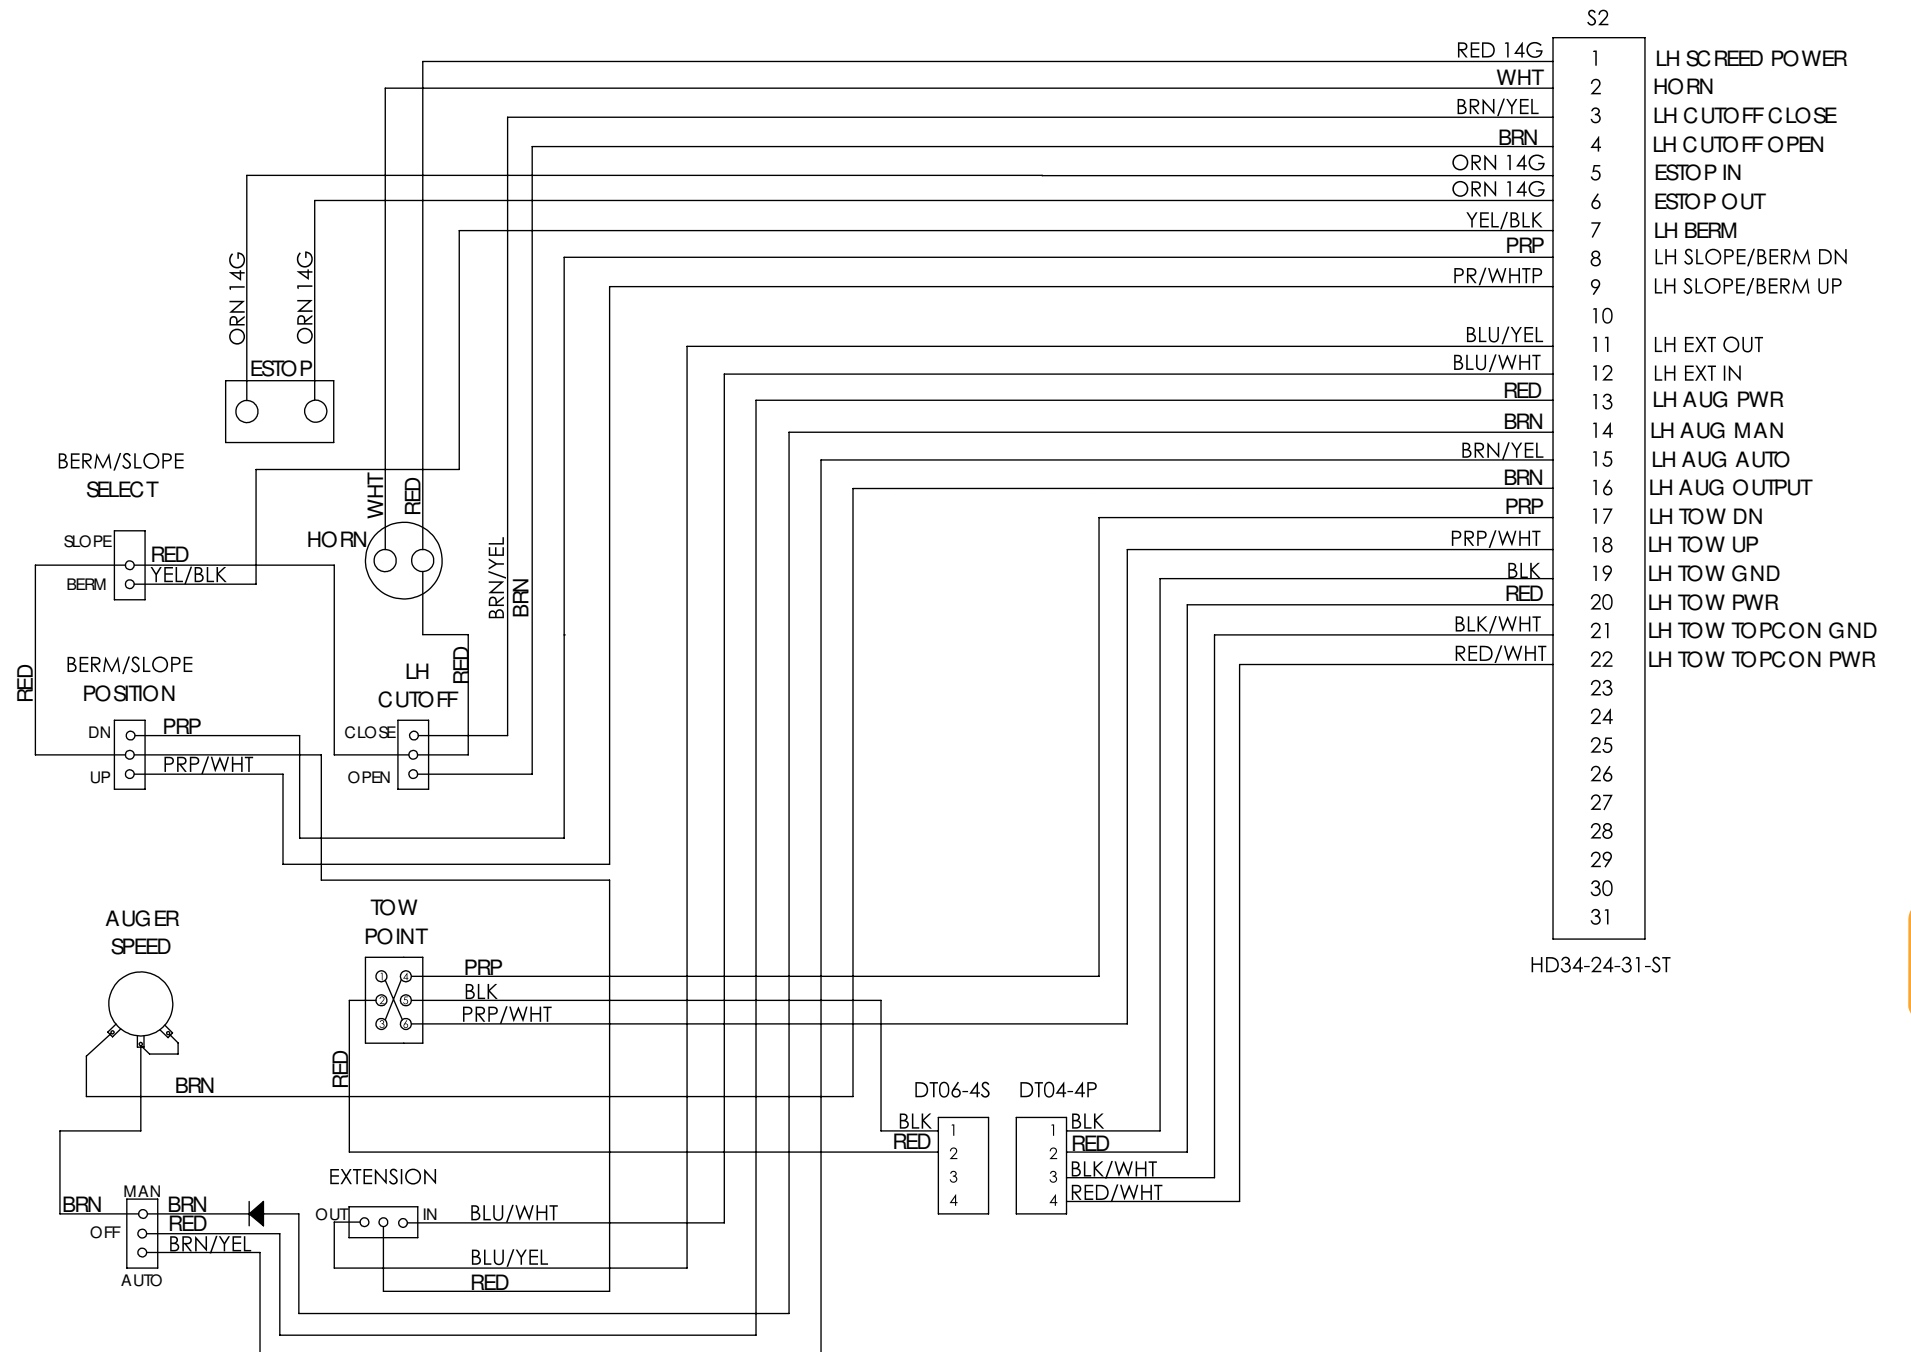 S2
RED 14G 1 LH SCREED POWER
WHT 2 HORN
BRN/YEL 3 LH CUTOFF CLOSE
BRN 4 LH CUTOFF OPEN
ORN 14G 5 ESTOP IN
ORN 14G 6 ESTOP OUT
YEL/BLK 7 LH BERM
PRP 8 LH SLOPE/BERM DN
PR/WHTP 9 LH SLOPE/BERM UP
10
BLU/YEL 11 LH EXT OUT
BLU/WHT 12 LH EXT IN
RED 13 LH AUG PWR
BRN 14 LH AUG MAN
BRN/YEL 15 LH AUG AUTO
BRN 16 LH AUG OUTPUT
PRP 17 LH TOW DN
PRP/WHT 18 LH TOW UP
BLK 19 LH TOW GND
RED 20 LH TOW PWR
BLK/WHT 21 LH TOW TOPCON GND
RED/WHT 22 LH TOW TOPCON PWR
23
24
25
26
27
28
29
30
31
HD34-24-31-ST
ORN 14G
ORN 14G
ESTOP
BERM/SLOPE
SELECT
SLOPE
BERM
RED
YEL/BLK
WHT
RED
HORN
BRN/YEL
BRN
RED
RED
BERM/SLOPE
POSITION
DN
UP
PRP
PRP/WHT
LH
CUTOFF
CLOSE
OPEN
AUGER
SPEED
BRN
TOW
POINT
1 4
2 5
3 6
PRP
BLK
PRP/WHT
RED
DT06-4S
BLK 1
RED 2
3
4
DT04-4P
1 BLK
2 RED
3 BLK/WHT
4 RED/WHT
EXTENSION
OUT
IN
BLU/WHT
BLU/YEL
RED
MAN
BRN
BRN
OFF
RED
BRN/YEL
AUTO